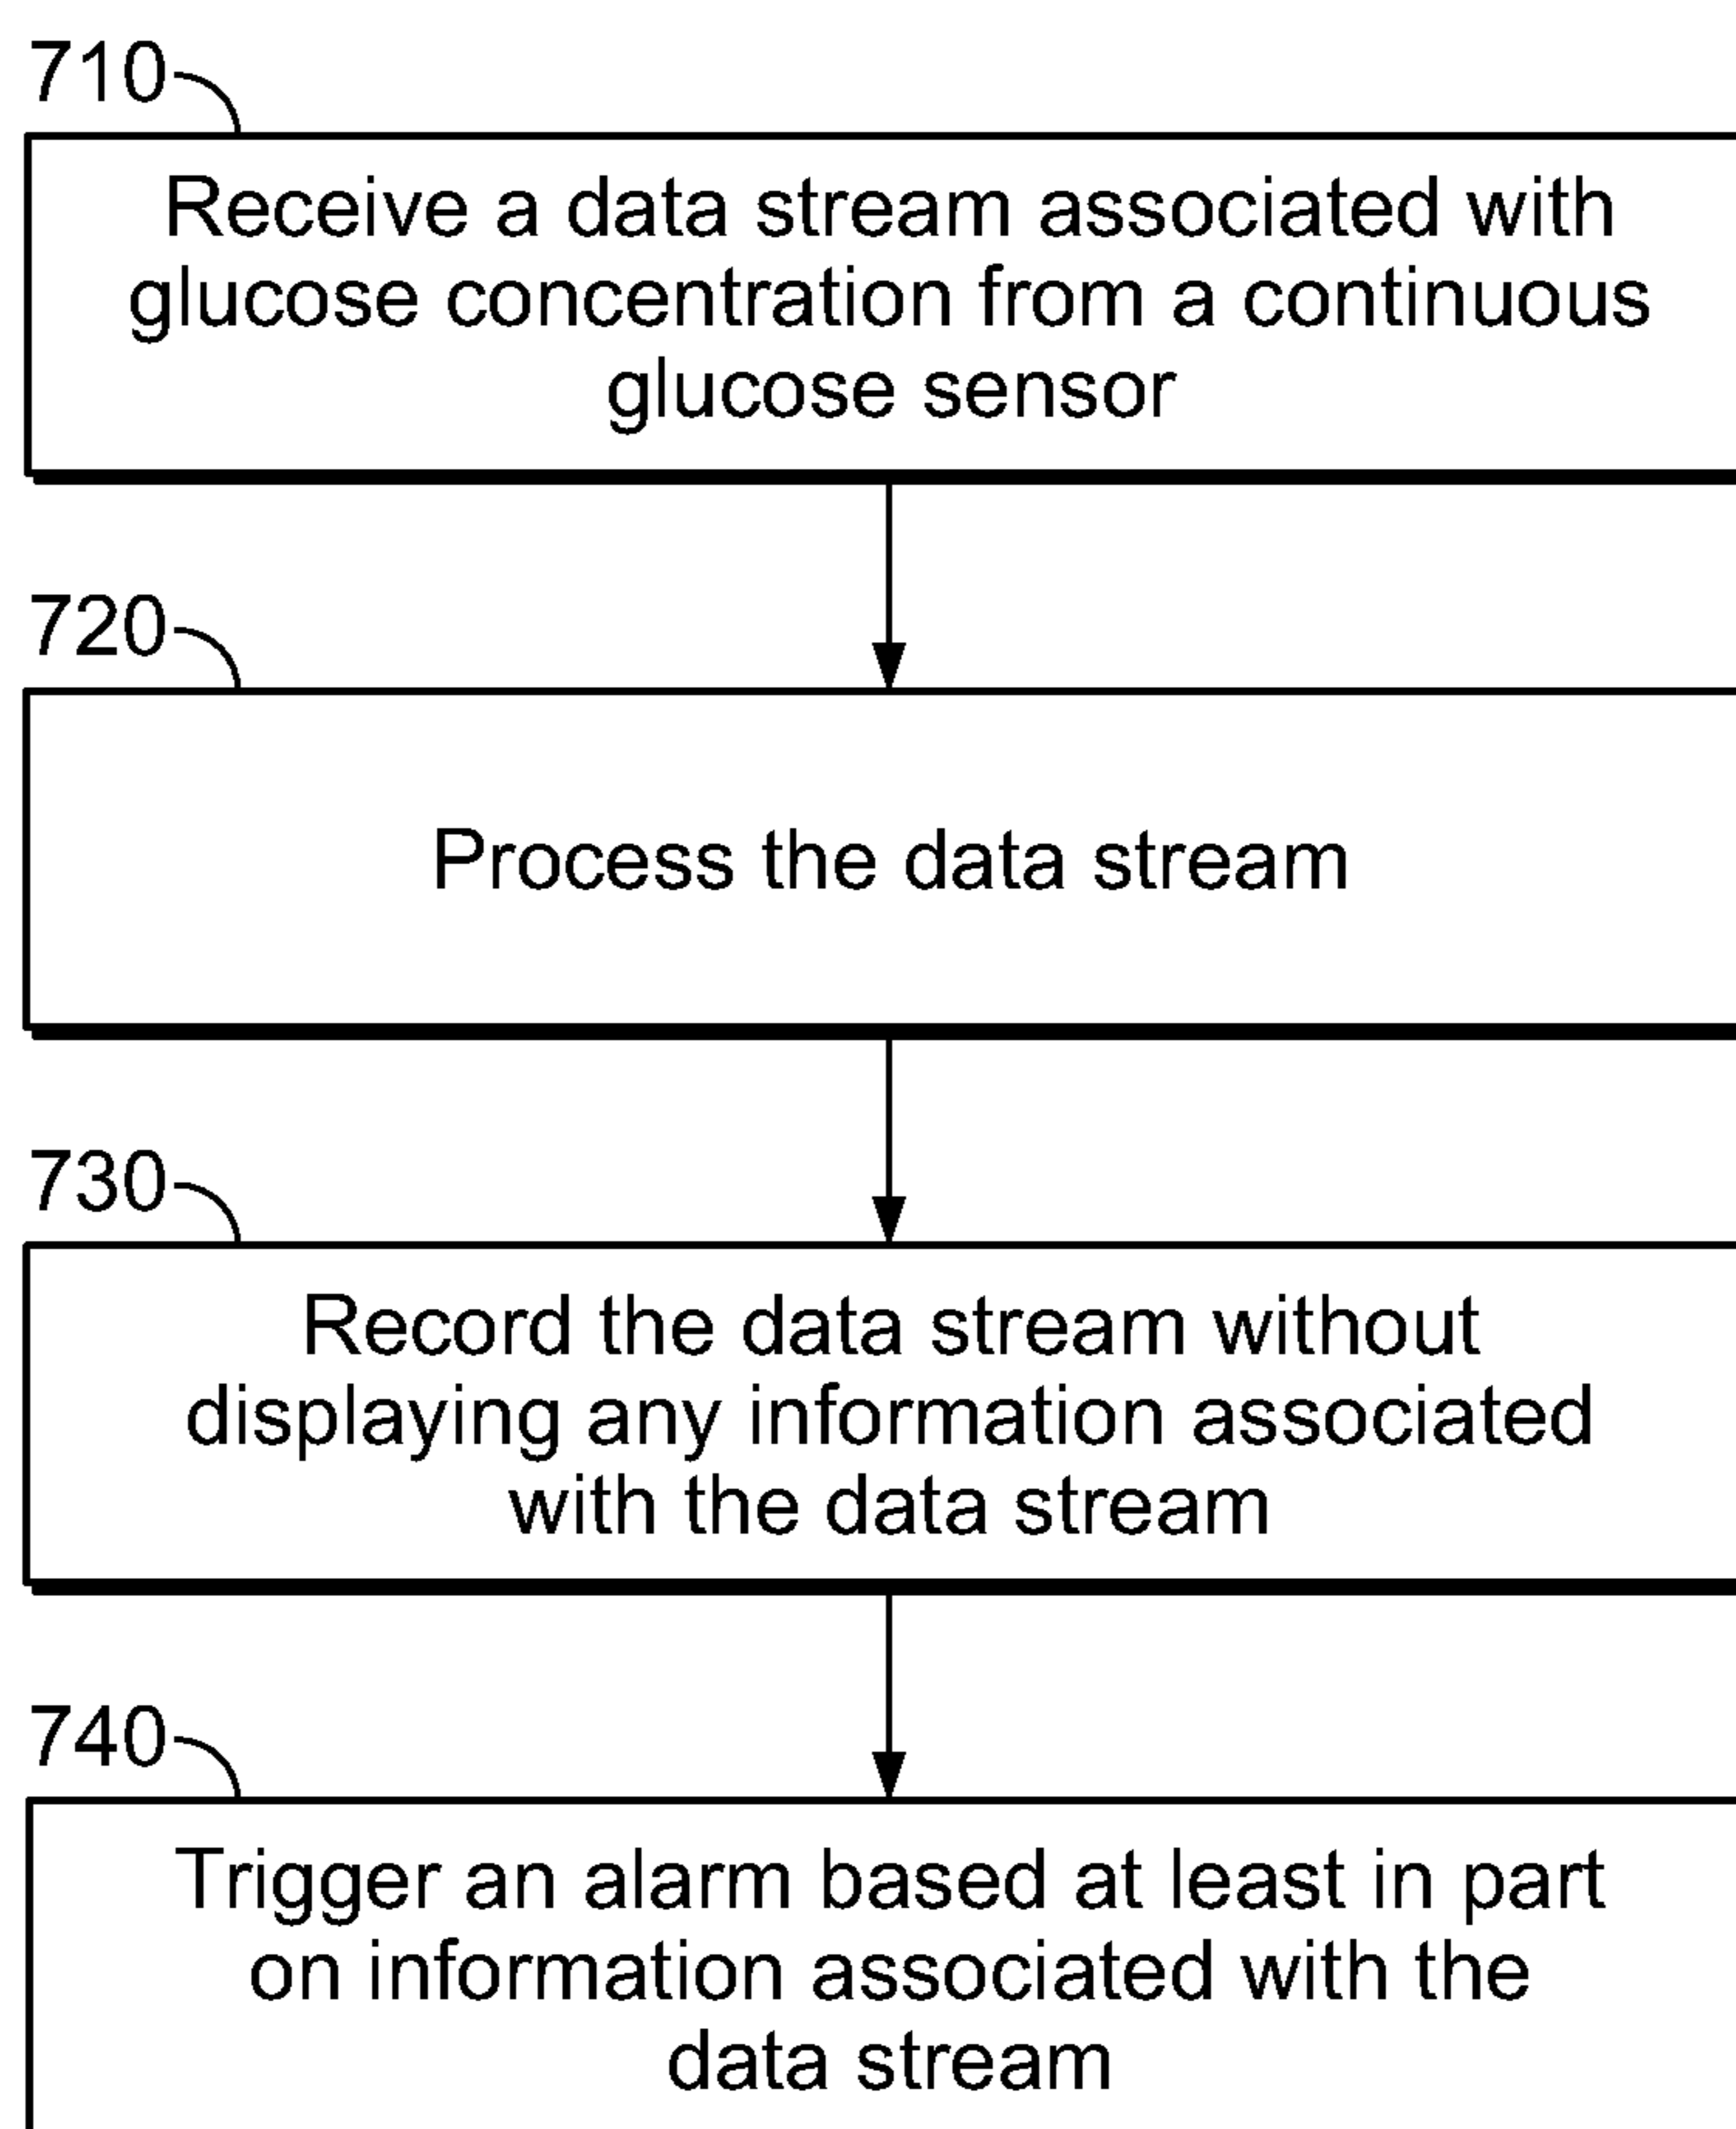 710
Receive a data stream associated with
glucose concentration from a continuous
glucose sensor
720
Process the data stream
730
Record the data stream without
displaying any information associated
with the data stream
740
Trigger an alarm based at least in part
on information associated with the
data stream